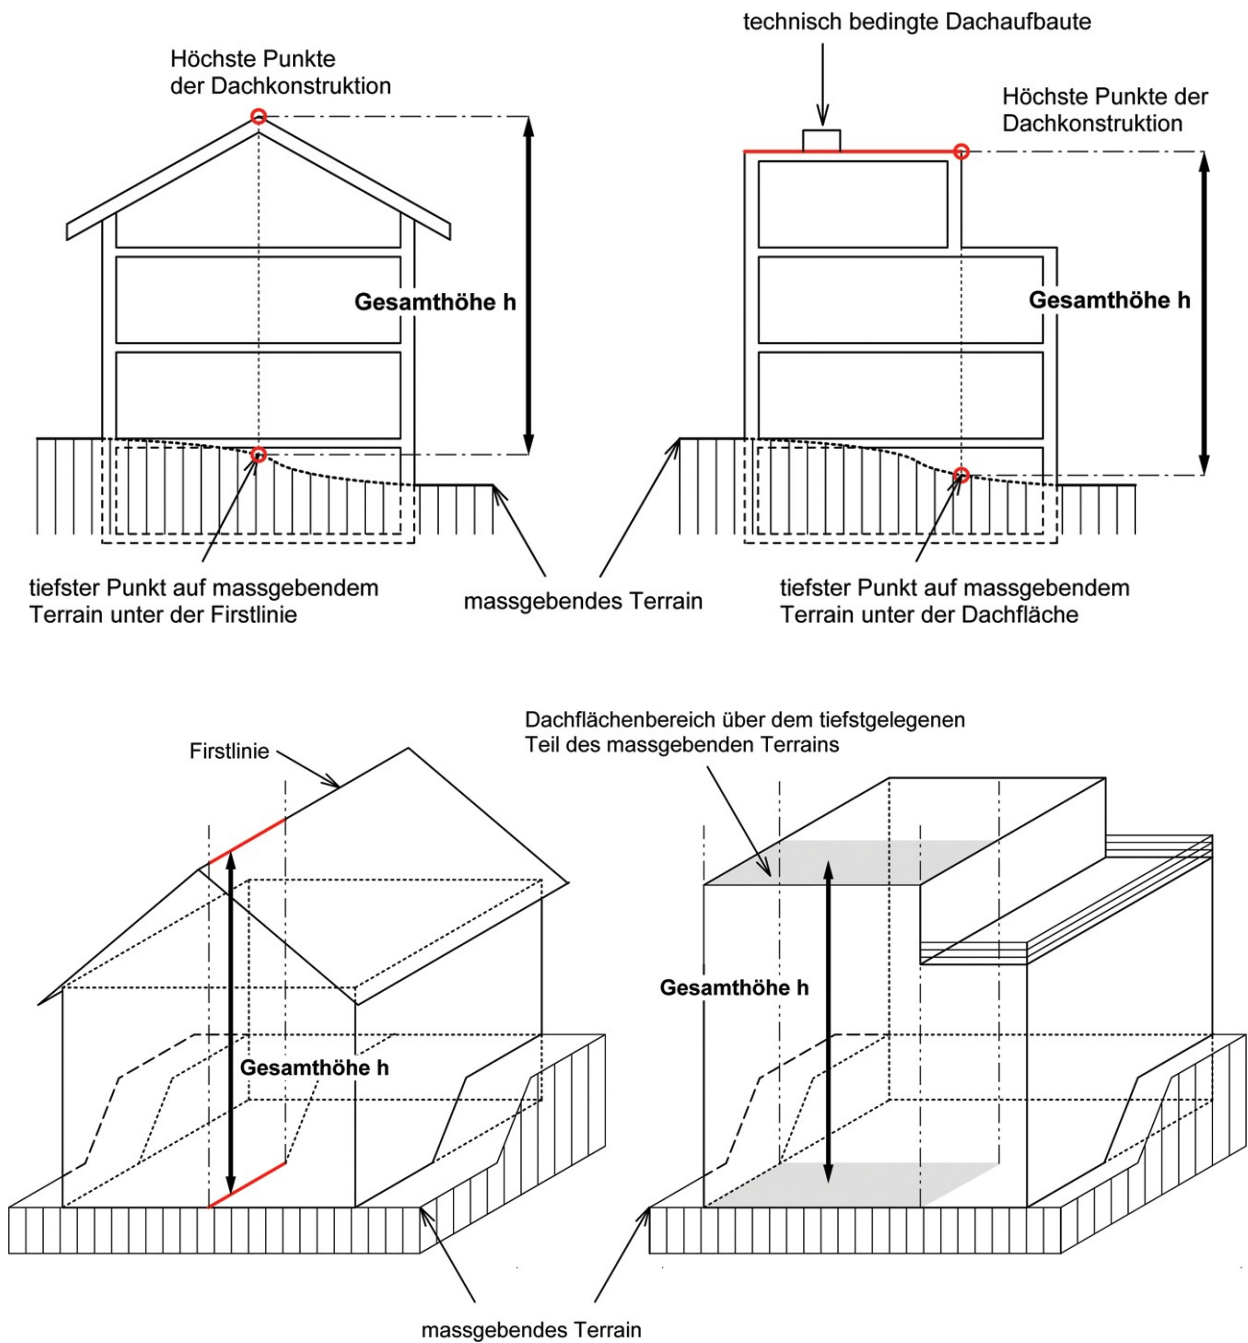 technisch bedingte Dachaufbaute
Höchste Punkte
der Dachkonstruktion
Höchste Punkte der
Dachkonstruktion
Gesamthöhe h
Gesamthöhe h
tiefster Punkt auf massgebendem
Terrain unter der Firstlinie
massgebendes Terrain
tiefster Punkt auf massgebendem
Terrain unter der Dachfläche
Dachflächenbereich über dem tiefstgelegenen
Teil des massgebenden Terrains
Firstlinie
Gesamthöhe h
Gesamthöhe h
massgebendes Terrain